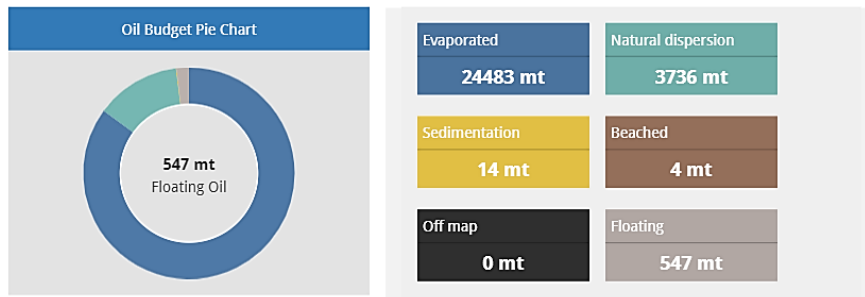 Oil Budget Pie Chart
547 mt
Floating Oil
Evaporated
24483 mt
Natural dispersion
3736 mt
Sedimentation
14 mt
Beached
4 mt
Off map
0 mt
Floating
547 mt